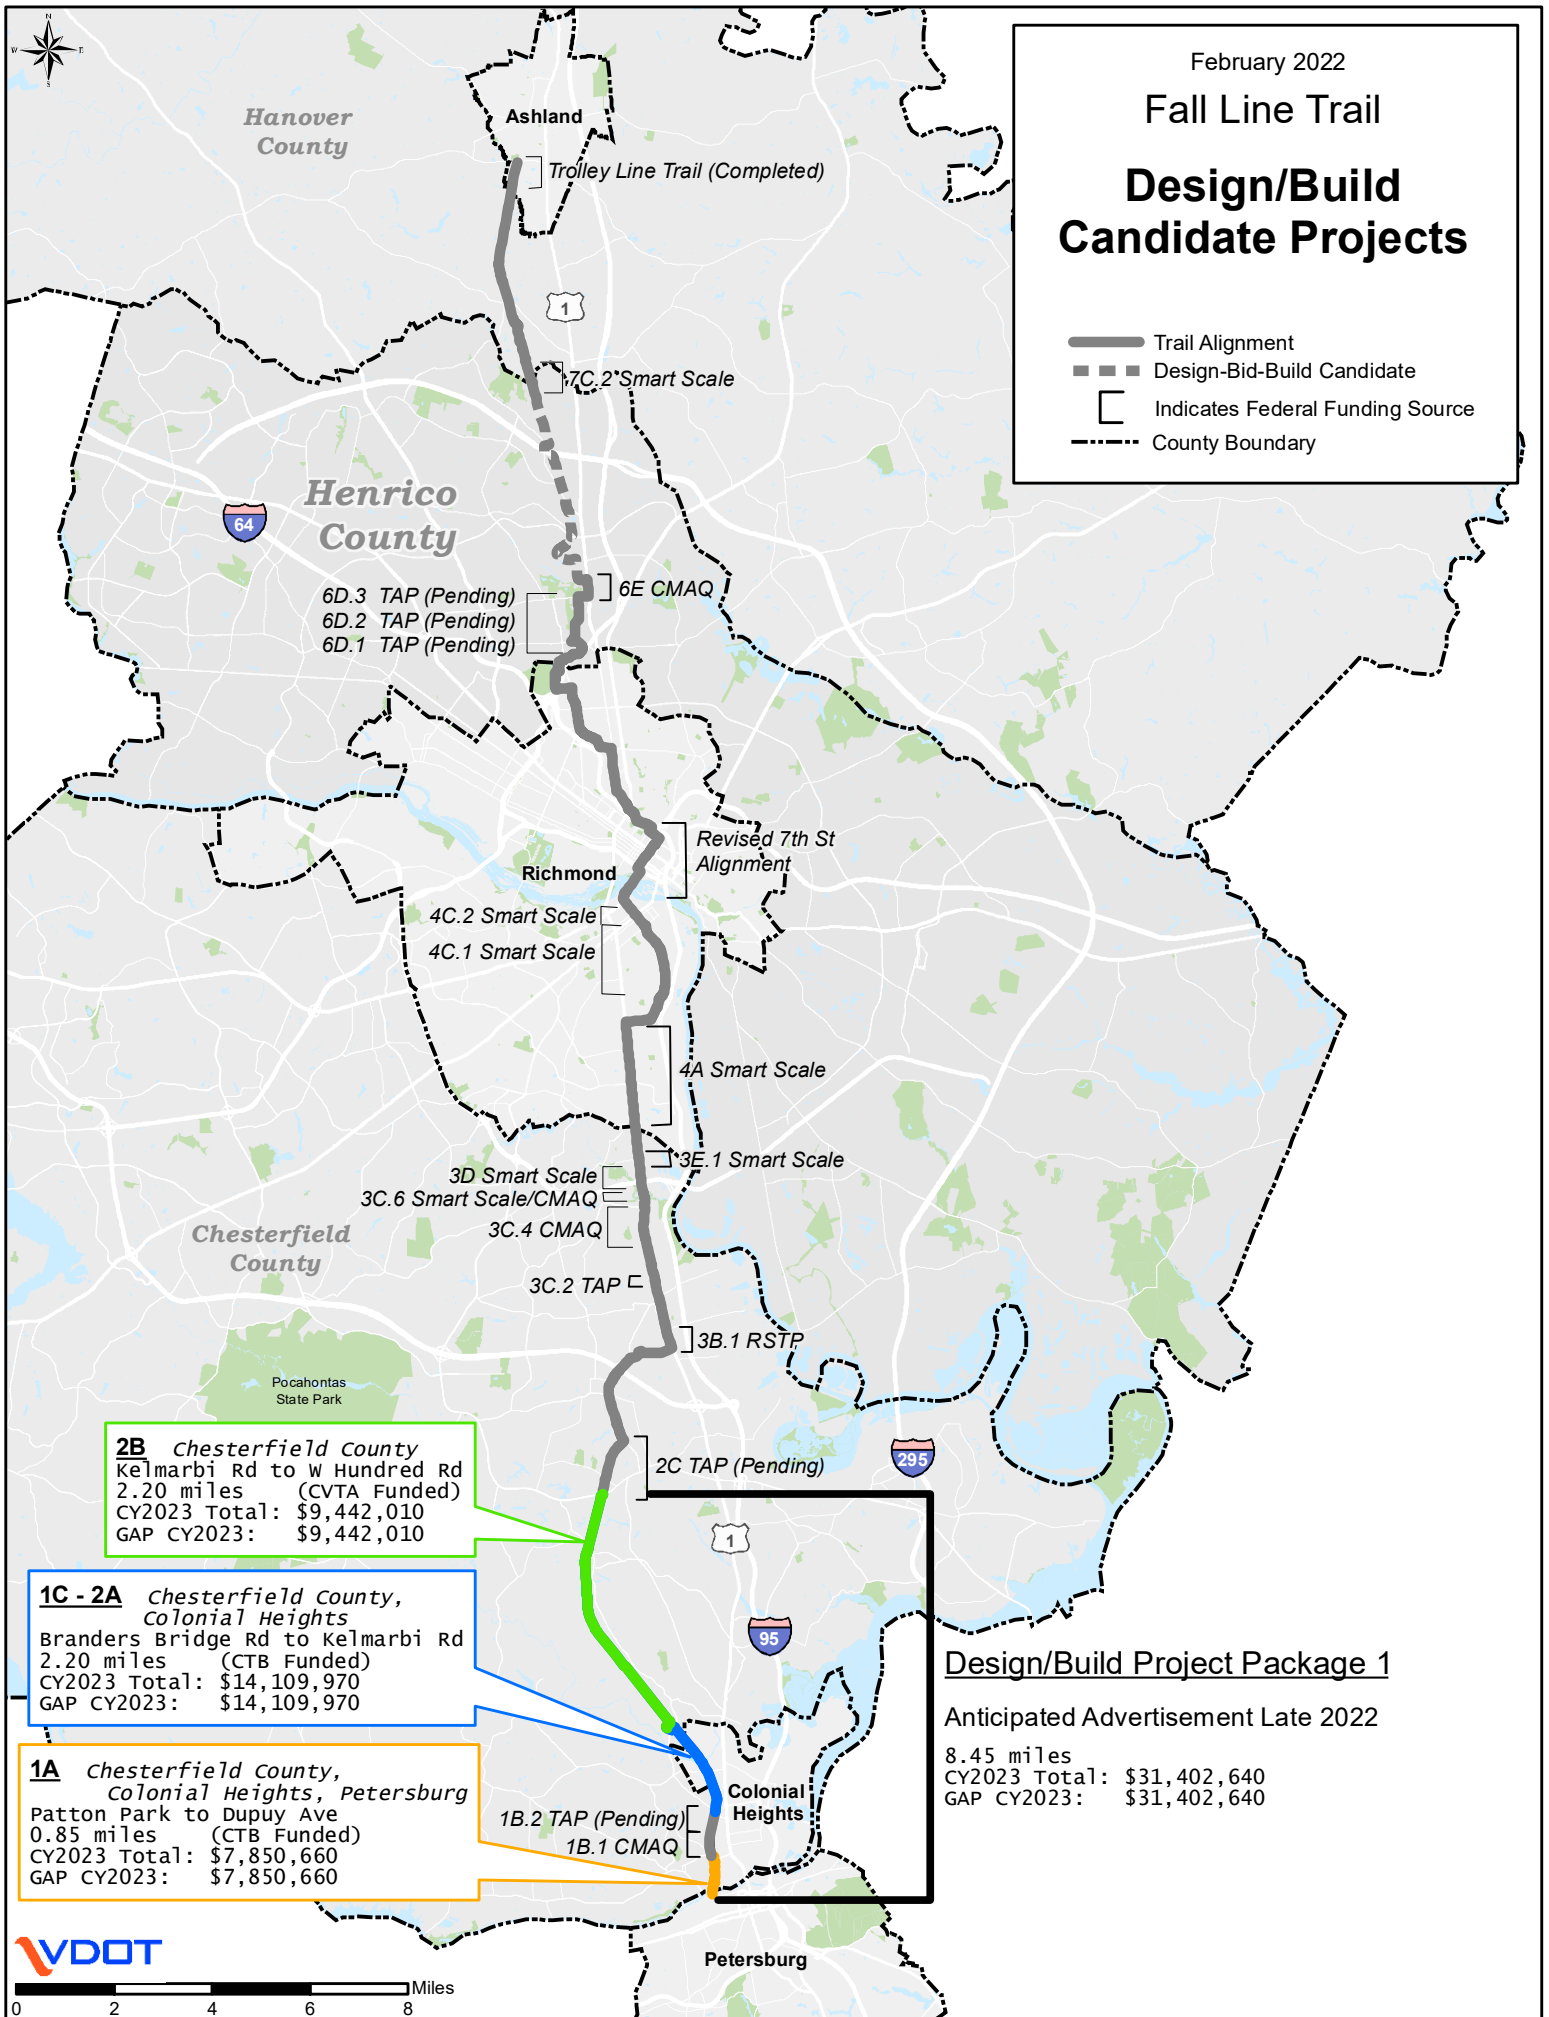 N
W
E
S
February 2022
Fall Line Trail
Design/Build
Candidate Projects
Trail Alignment
Design-Bid-Build Candidate
Indicates Federal Funding Source
County Boundary
Hanover
County
Ashland
Trolley Line Trail (Completed)
1
7C.2 Smart Scale
Henrico
County
64
6E CMAQ
6D.3 TAP (Pending)
6D.2 TAP (Pending)
6D.1 TAP (Pending)
Revised 7th St
Alignment
Richmond
4C.2 Smart Scale
4C.1 Smart Scale
4A Smart Scale
3E.1 Smart Scale
3D Smart Scale
3C.6 Smart Scale/CMAQ
3C.4 CMAQ
Chesterfield
County
3C.2 TAP
3B.1 RSTP
Pocahontas
State Park
2C TAP (Pending)
295
1
95
2B Chesterfield County
Kelmarbi Rd to W Hundred Rd
2.20 miles (CVTA Funded)
CY2023 Total: $9,442,010
GAP CY2023: $9,442,010
1C - 2A Chesterfield County,
Colonial Heights
Branders Bridge Rd to Kelmarbi Rd
2.20 miles (CTB Funded)
CY2023 Total: $14,109,970
GAP CY2023: $14,109,970
1A Chesterfield County,
Colonial Heights, Petersburg
Patton Park to Dupuy Ave
0.85 miles (CTB Funded)
CY2023 Total: $7,850,660
GAP CY2023: $7,850,660
Design/Build Project Package 1
Anticipated Advertisement Late 2022
8.45 miles
CY2023 Total: $31,402,640
GAP CY2023: $31,402,640
Colonial
Heights
1B.2 TAP (Pending)
1B.1 CMAQ
Petersburg
VDOT
Miles
0 2 4 6 8